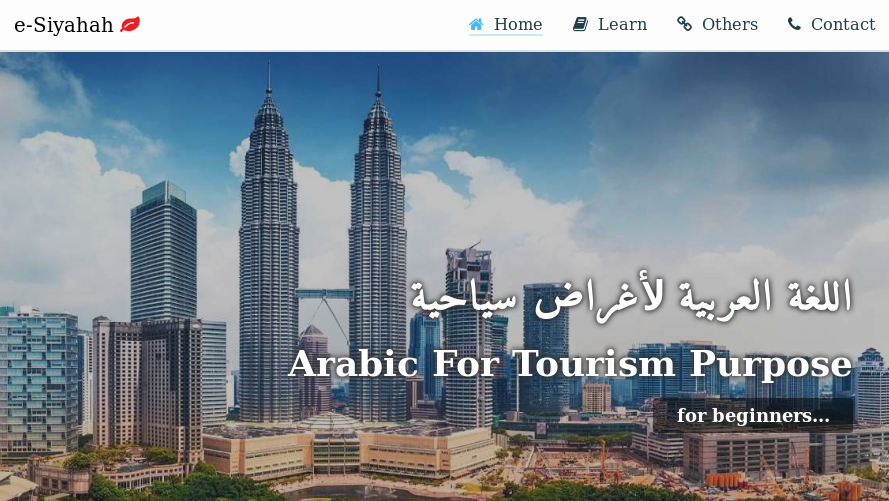 e-Siyahah
Home
Learn
Others
Contact
اللغة العربية لأغراض سياحية
Arabic For Tourism Purpose
for beginners...